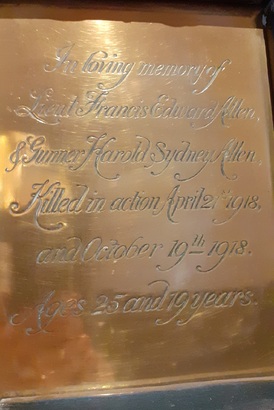 In loving memory of
Lieut Francis Edward Allen,
& Gunner Harold Sydney Allen,
Killed in action April 21st 1918,
and October 19th 1918.
Ages 25 and 19 years.